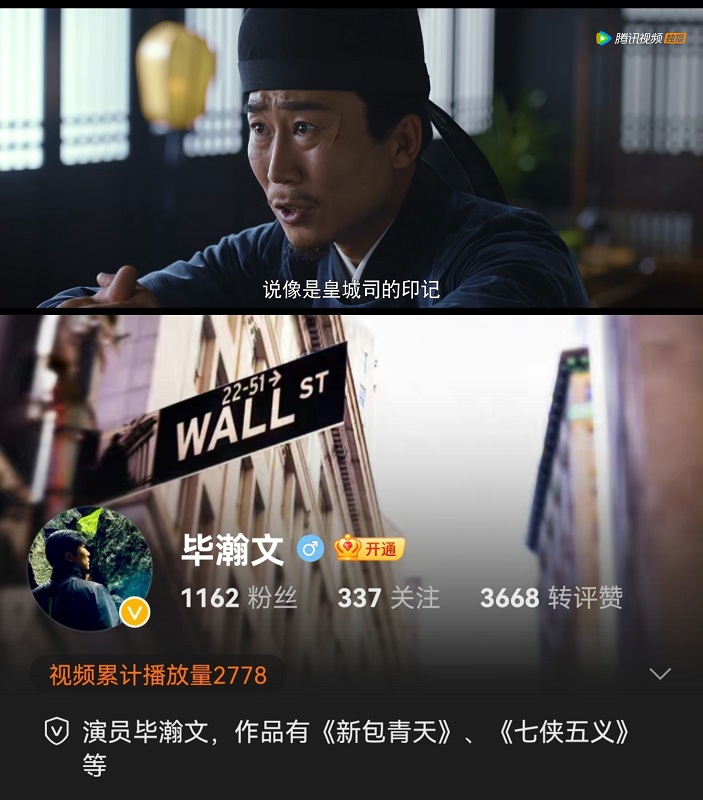 腾讯视频 独播
说像是皇城司的印记
22-51→
WALL ST
毕瀚文 开通
1162 粉丝 337 关注 3668 转评赞
视频累计播放量2778
演员毕瀚文，作品有《新包青天》、《七侠五义》
等